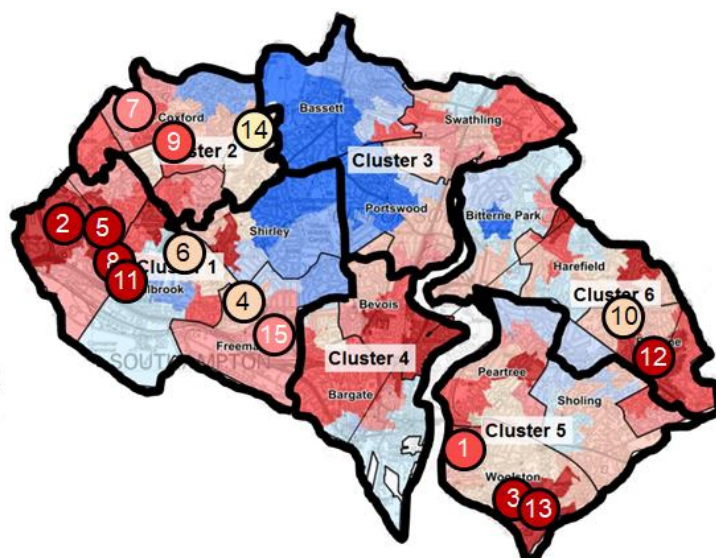 Bassett
7
Coxford
Swathling
14
9
Cluster 2
Cluster 3
Portswood
Bitterne Park
2
5
Shirley
6
Harefield
8
Cluster 1
Cluster 6
11
lbrook
4
Bevois
10
15
Freema
SOUTHAMPTON
Cluster 4
12
Peartree
Bargate
Sholing
Cluster 5
1
Woolston
3
13